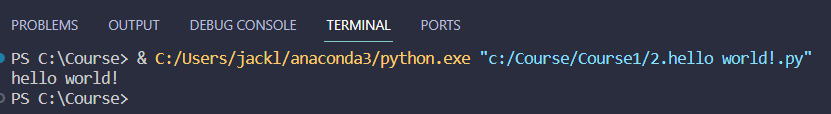 PROBLEMS OUTPUT DEBUG CONSOLE TERMINAL PORTS
PS C:\Course> & C:/Users/jackl/anaconda3/python.exe "c:/Course/Course1/2.hello world!.py"
hello world!
PS C:\Course>